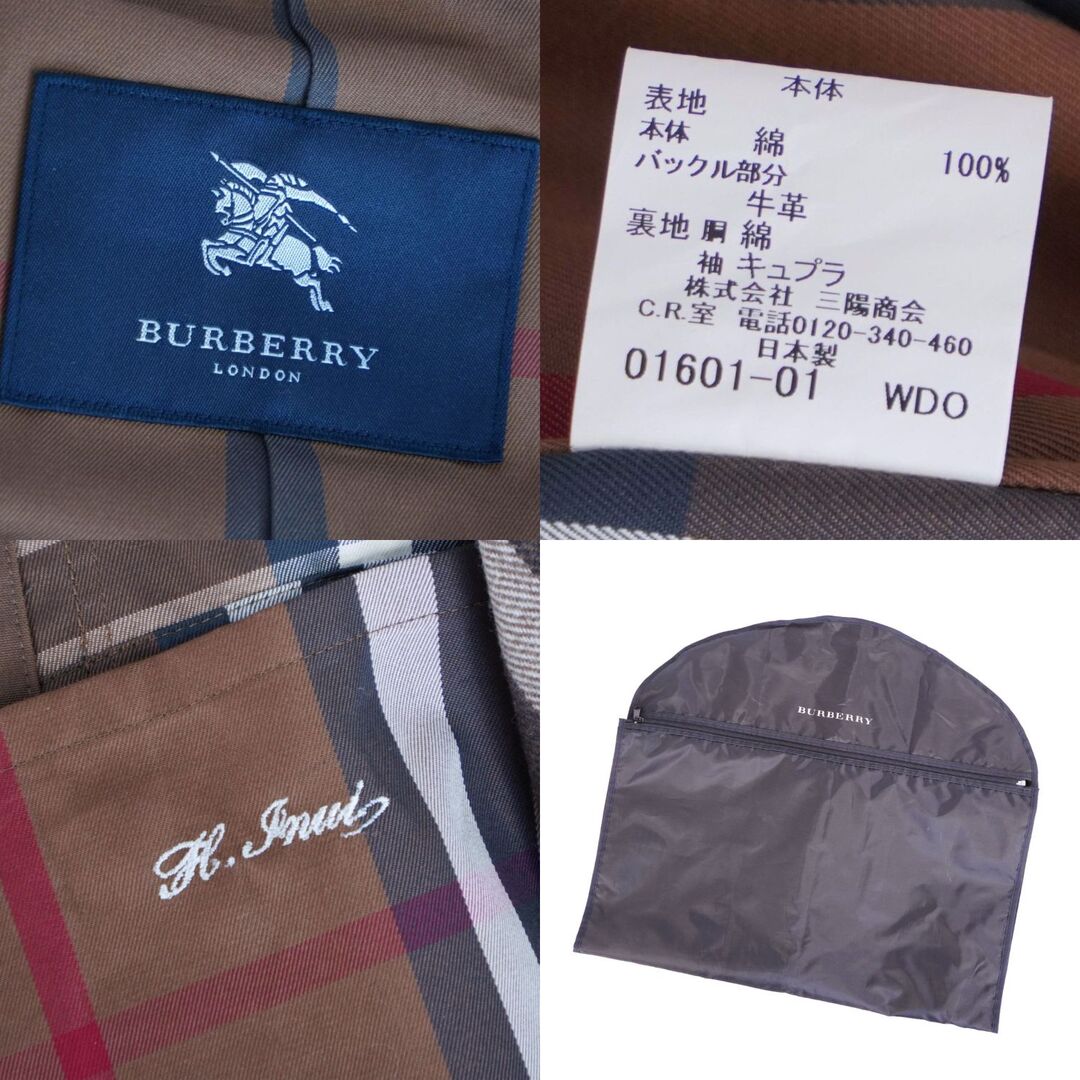 BURBERRY
LONDON
本体
表地
本体 綿 100%
バックル部分
牛革
裏地 胴 綿
袖 キュプラ
株式会社 三陽商会
C.R.室 電話0120-340-460
日本製
01601-01 WDO
H. Inui
BURBERRY